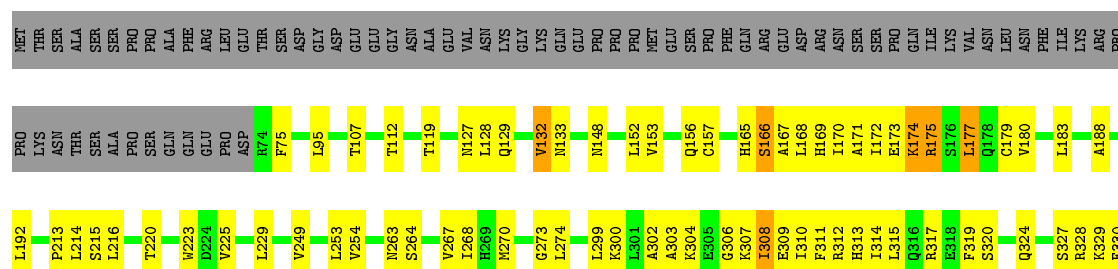 MET THR SER ALA SER SER PRO PRO ALA PHE ARG LEU GLU THR SER ASP GLY ASP GLU GLU GLY ASN ALA GLU VAL ASN LYS GLY LYS GLN GLU PRO PRO PRO MET GLU SER PRO PHE GLN ARG GLU ASP ARG ASN SER SER PRO GLN ILE LYS VAL ASN LEU ASN PHE ILE LYS ARG PRO
PRO LYS ASN THR SER ALA PRO SER GLN GLN GLU PRO ASP R74 F75 L95 T107 T112 T119 N127 L128 Q129 V132 N133 N148 L152 V153 Q156 C157 H165 S166 A167 L168 H169 I170 A171 I172 E173 K174 R175 S176 L177 Q178 C179 V180 L183 A188
L192 P213 L214 S215 L216 T220 W223 D224 V225 L229 V249 L253 V254 N263 S264 V267 I268 H269 M270 G273 L274 L299 K300 L301 A302 A303 K304 E305 G306 K307 I308 E309 I310 F311 R312 H313 I314 L315 Q316 R317 E318 F319 S320 Q324 S327 R328 K329